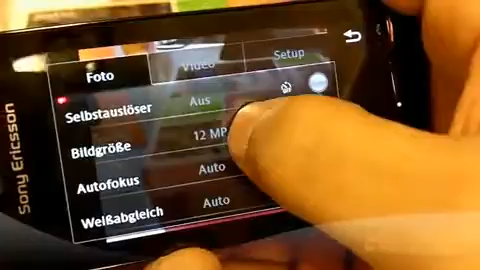 Sony Ericsson
Foto Video Setup
Selbstauslöser Aus
Bildgröße 12 MP
Autofokus Auto
Weißabgleich Auto